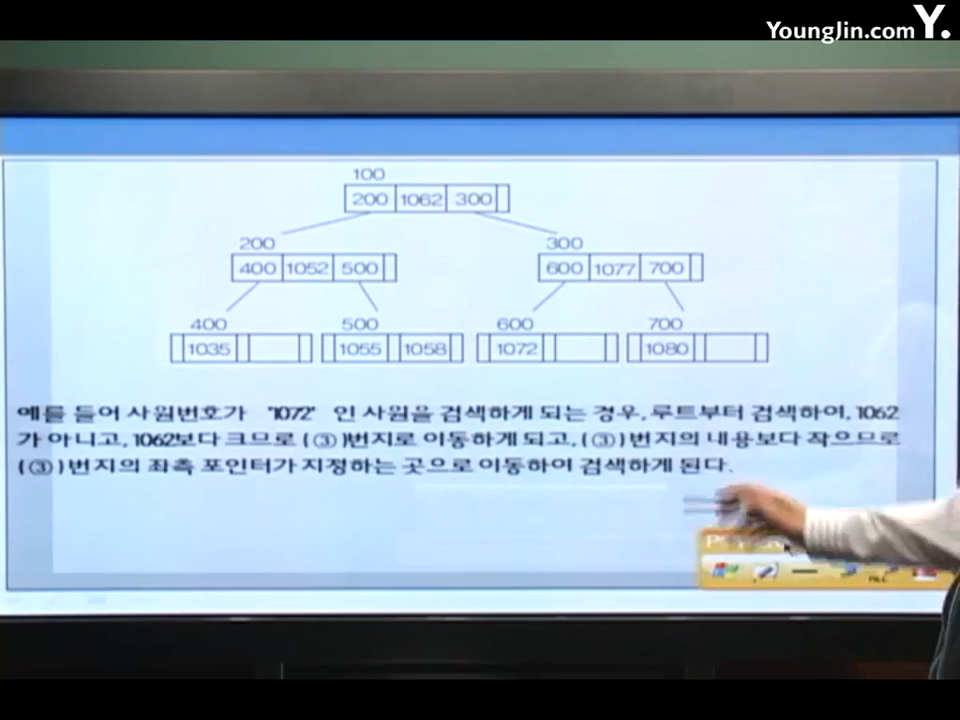 YoungJin.com Y.
100
200 1062 300
200 300
400 1052 500 600 1077 700
400 500 600 700
1035 1055 1058 1072 1080
예를 들어 사원번호가 '1072' 인 사원을 검색하게 되는 경우, 루트부터 검색하여, 1062
가 아니고, 1062보다 크므로 ( ③ )번지로 이동하게 되고, ( ③ )번지의 내용보다 작으므로
( ③ )번지의 좌측 포인터가 지정하는 곳으로 이동하여 검색하게 된다.